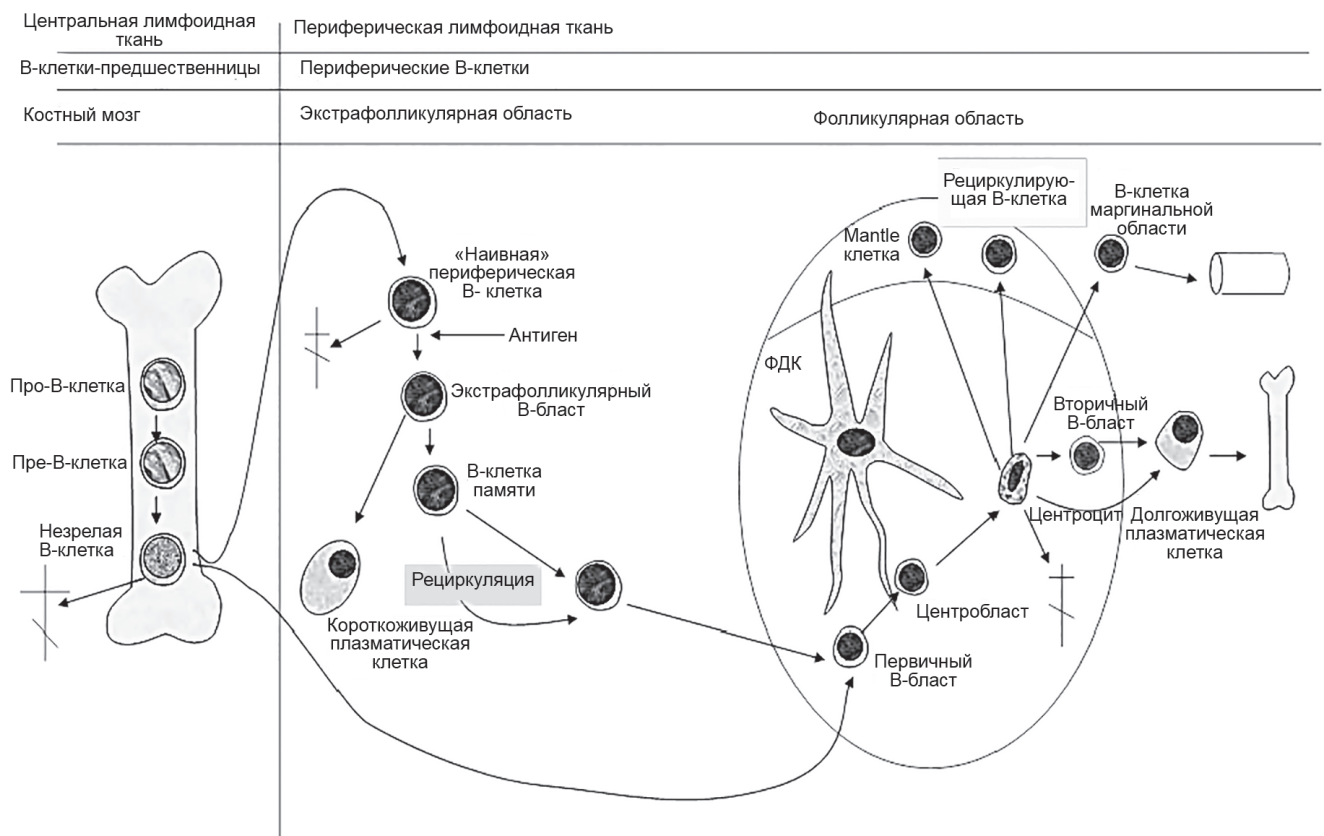 Центральная лимфоидная
ткань
Периферическая лимфоидная ткань
В-клетки-предшественницы
Периферические В-клетки
Костный мозг
Экстрафолликулярная область
Фолликулярная область
Рециркулирую-
щая В-клетка
В-клетка
маргинальной
области
Mantle
клетка
«Наивная»
периферическая
В- клетка
Антиген
ФДК
Про-В-клетка
Экстрафолликулярный
В-бласт
Вторичный
В-бласт
Пре-В-клетка
В-клетка
памяти
Незрелая
В-клетка
Центроцит
Долгоживущая
плазматическая
клетка
Рециркуляция
Короткоживущая
плазматическая
клетка
Центробласт
Первичный
В-бласт